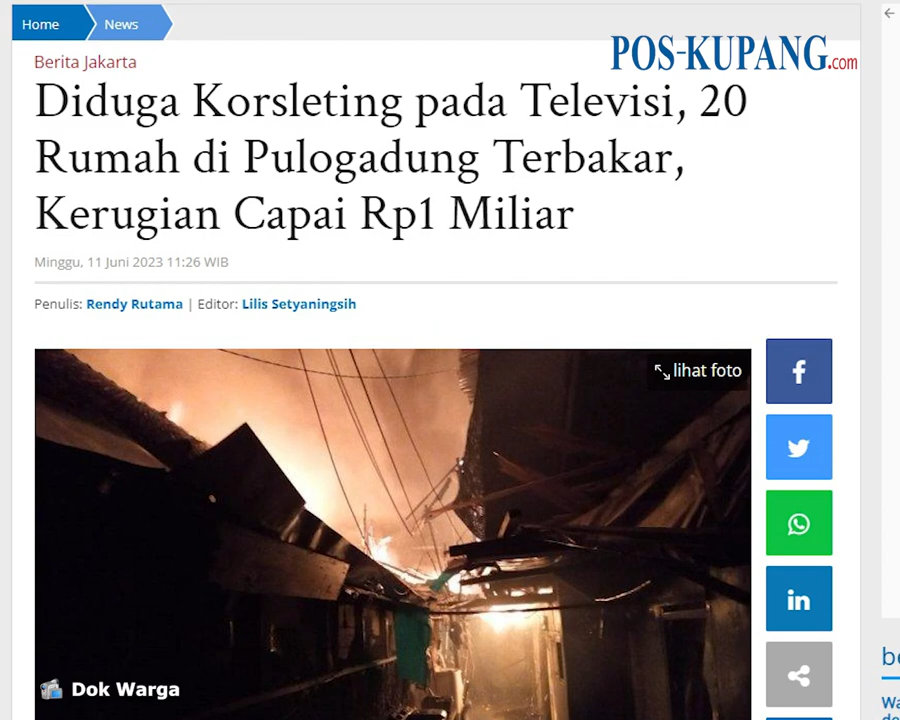 Home News
POS-KUPANG.com
Berita Jakarta
Diduga Korsleting pada Televisi, 20
Rumah di Pulogadung Terbakar,
Kerugian Capai Rp1 Miliar
Minggu, 11 Juni 2023 11:26 WIB
Penulis: Rendy Rutama | Editor: Lilis Setyaningsih
lihat foto
Dok Warga